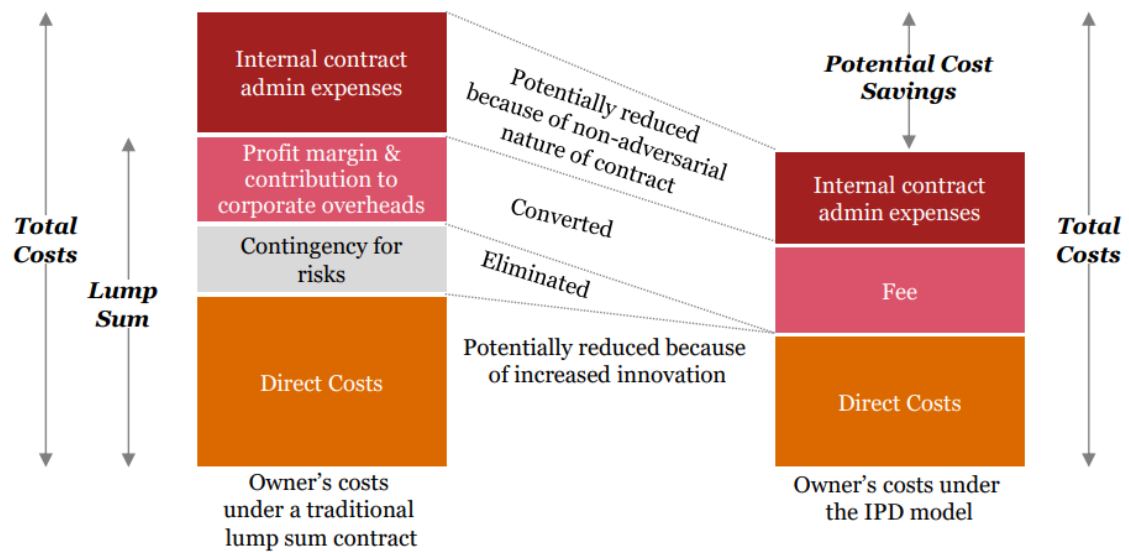 Total
Costs
Lump
Sum
Internal contract
admin expenses
Profit margin &
contribution to
corporate overheads
Contingency for
risks
Direct Costs
Owner's costs
under a traditional
lump sum contract
Potentially reduced
because of non-adversarial
nature of contract
Converted
Eliminated
Potentially reduced because
of increased innovation
Potential Cost
Savings
Internal contract
admin expenses
Fee
Direct Costs
Owner's costs under
the IPD model
Total
Costs